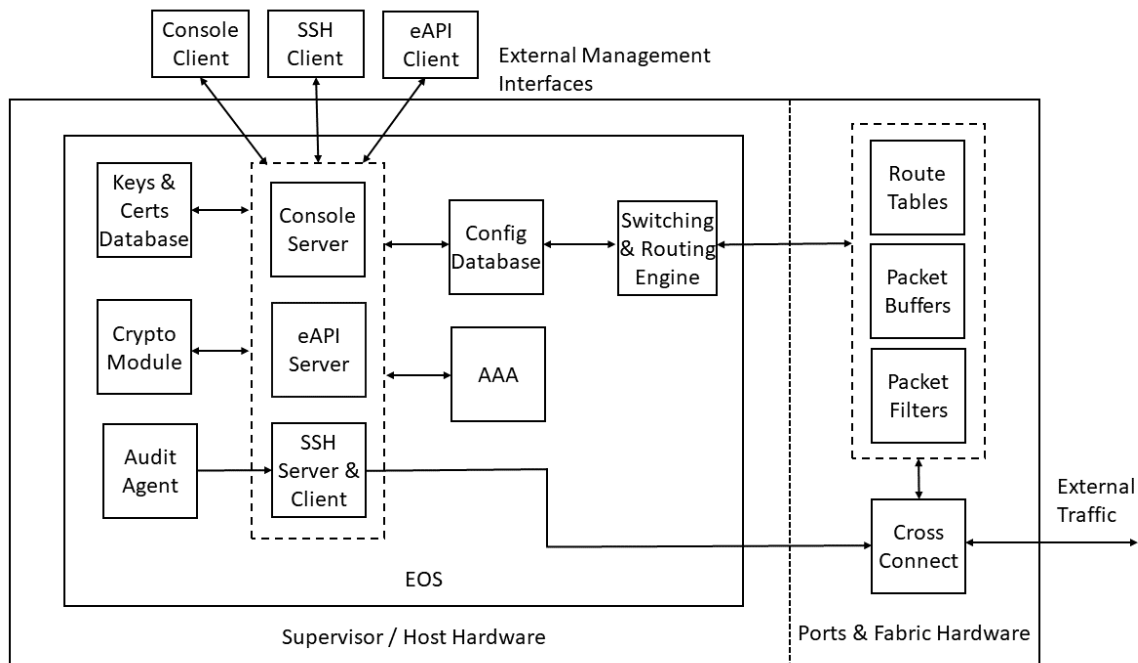 Console
Client
SSH
Client
eAPI
Client
External Management
Interfaces
Keys &
Certs
Database
Console
Server
Config
Database
Switching
& Routing
Engine
Route
Tables
Packet
Buffers
Crypto
Module
eAPI
Server
AAA
Packet
Filters
Audit
Agent
SSH
Server &
Client
External
Traffic
Cross
Connect
EOS
Supervisor / Host Hardware
Ports & Fabric Hardware